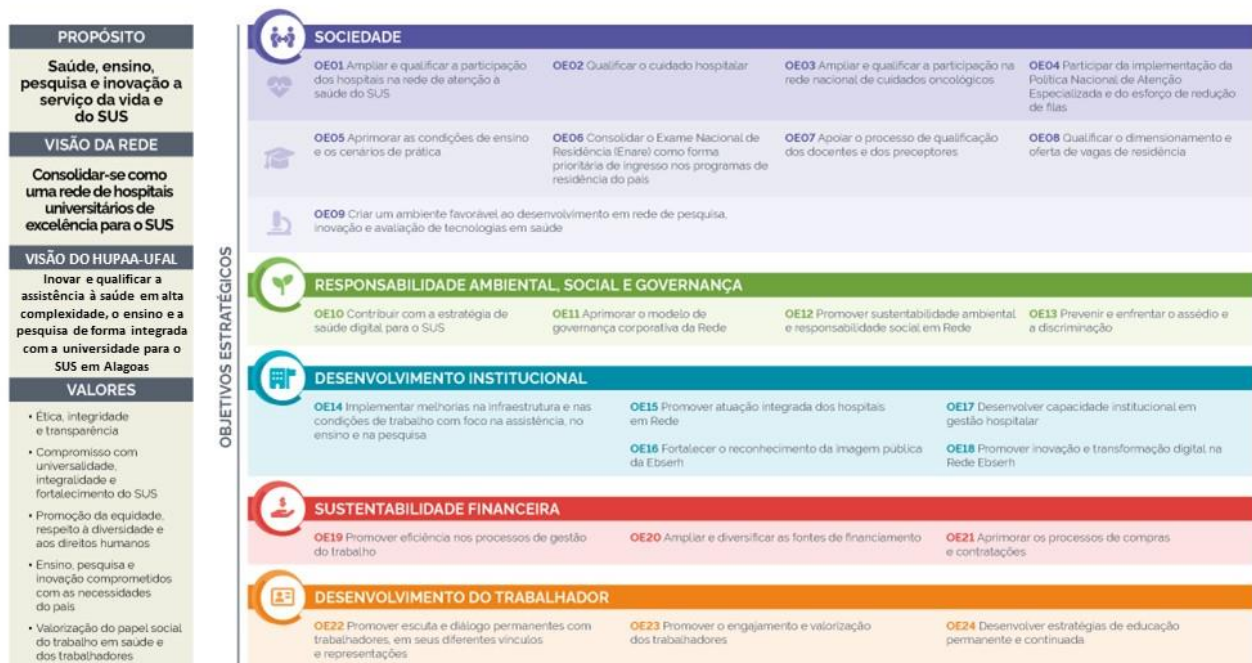 PROPÓSITO
Saúde, ensino,
pesquisa e inovação a
serviço da vida e
do SUS
VISÃO DA REDE
Consolidar-se como
uma rede de hospitais
universitários de
excelência para o SUS
VISÃO DO HUPAA-UFAL
Inovar e qualificar a
assistência à saúde em alta
complexidade, o ensino e a
pesquisa de forma integrada
com a universidade para o
SUS em Alagoas
VALORES
• Ética, integridade
e transparência
• Compromisso com
universalidade,
integralidade e
fortalecimento do SUS
• Promoção da equidade,
respeito à diversidade e
aos direitos humanos
• Ensino, pesquisa e
inovação comprometidos
com as necessidades
do país
• Valorização do papel social
do trabalho em saúde e
dos trabalhadores
OBJETIVOS ESTRATÉGICOS
SOCIEDADE
OE01 Ampliar e qualificar a participação
dos hospitais na rede de atenção à
saúde do SUS
OE02 Qualificar o cuidado hospitalar
OE03 Ampliar e qualificar a participação na
rede nacional de cuidados oncológicos
OE04 Participar da implementação da
Política Nacional de Atenção
Especializada e do esforço de redução
de filas
OE05 Aprimorar as condições de ensino
e os cenários de prática
OE06 Consolidar o Exame Nacional de
Residência (Enare) como forma
prioritária de ingresso nos programas de
residência do país
OE07 Apoiar o processo de qualificação
dos docentes e dos preceptores
OE08 Qualificar o dimensionamento e
oferta de vagas de residência
OE09 Criar um ambiente favorável ao desenvolvimento em rede de pesquisa,
inovação e avaliação de tecnologias em saúde
RESPONSABILIDADE AMBIENTAL, SOCIAL E GOVERNANÇA
OE10 Contribuir com a estratégia de
saúde digital para o SUS
OE11 Aprimorar o modelo de
governança corporativa da Rede
OE12 Promover sustentabilidade ambiental
e responsabilidade social em Rede
OE13 Prevenir e enfrentar o assédio e
a discriminação
DESENVOLVIMENTO INSTITUCIONAL
OE14 Implementar melhorias na infraestrutura e nas
condições de trabalho com foco na assistência, no
ensino e na pesquisa
OE15 Promover atuação integrada dos hospitais
em Rede
OE16 Fortalecer o reconhecimento da imagem pública
da Ebserh
OE17 Desenvolver capacidade institucional em
gestão hospitalar
OE18 Promover inovação e transformação digital na
Rede Ebserh
SUSTENTABILIDADE FINANCEIRA
OE19 Promover eficiência nos processos de gestão
do trabalho
OE20 Ampliar e diversificar as fontes de financiamento
OE21 Aprimorar os processos de compras
e contratações
DESENVOLVIMENTO DO TRABALHADOR
OE22 Promover escuta e diálogo permanentes com
trabalhadores, em seus diferentes vínculos
e representações
OE23 Promover o engajamento e valorização
dos trabalhadores
OE24 Desenvolver estratégias de educação
permanente e continuada